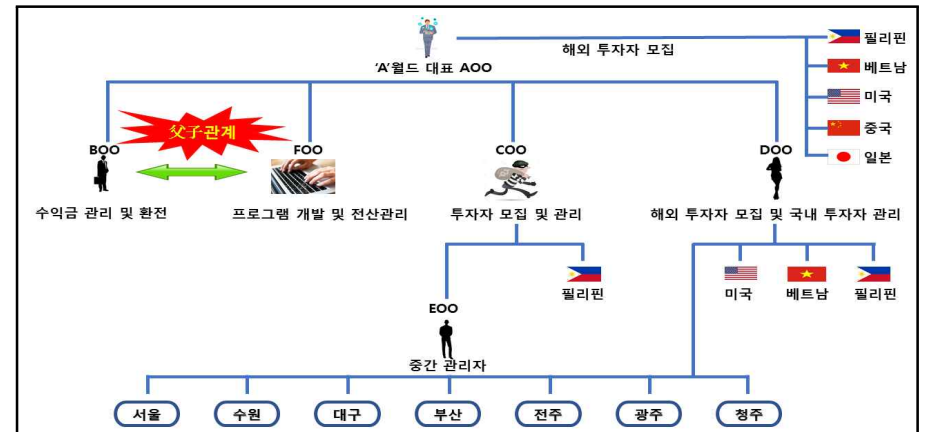 해외 투자자 모집
필리핀
베트남
미국
중국
일본
‘A’월드 대표 AOO
父子관계
BOO
FOO
COO
DOO
수익금 관리 및 환전
프로그램 개발 및 전산관리
투자자 모집 및 관리
해외 투자자 모집 및 국내 투자자 관리
필리핀
미국
베트남
필리핀
EOO
중간 관리자
서울
수원
대구
부산
전주
광주
청주